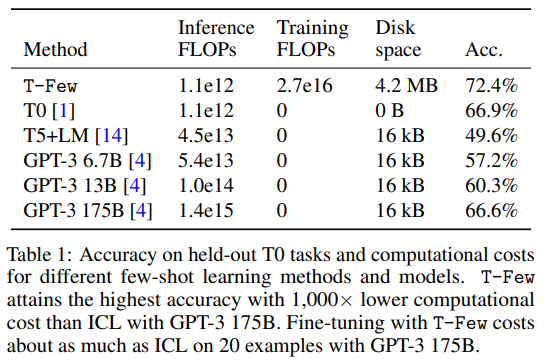 Inference Training Disk
Method FLOPs FLOPs space Acc.
T-Few 1.1e12 2.7e16 4.2 MB 72.4%
T0 [1] 1.1e12 0 0 B 66.9%
T5+LM [14] 4.5e13 0 16 kB 49.6%
GPT-3 6.7B [4] 5.4e13 0 16 kB 57.2%
GPT-3 13B [4] 1.0e14 0 16 kB 60.3%
GPT-3 175B [4] 1.4e15 0 16 kB 66.6%
Table 1: Accuracy on held-out T0 tasks and computational costs
for different few-shot learning methods and models. T-Few
attains the highest accuracy with 1,000× lower computational
cost than ICL with GPT-3 175B. Fine-tuning with T-Few costs
about as much as ICL on 20 examples with GPT-3 175B.